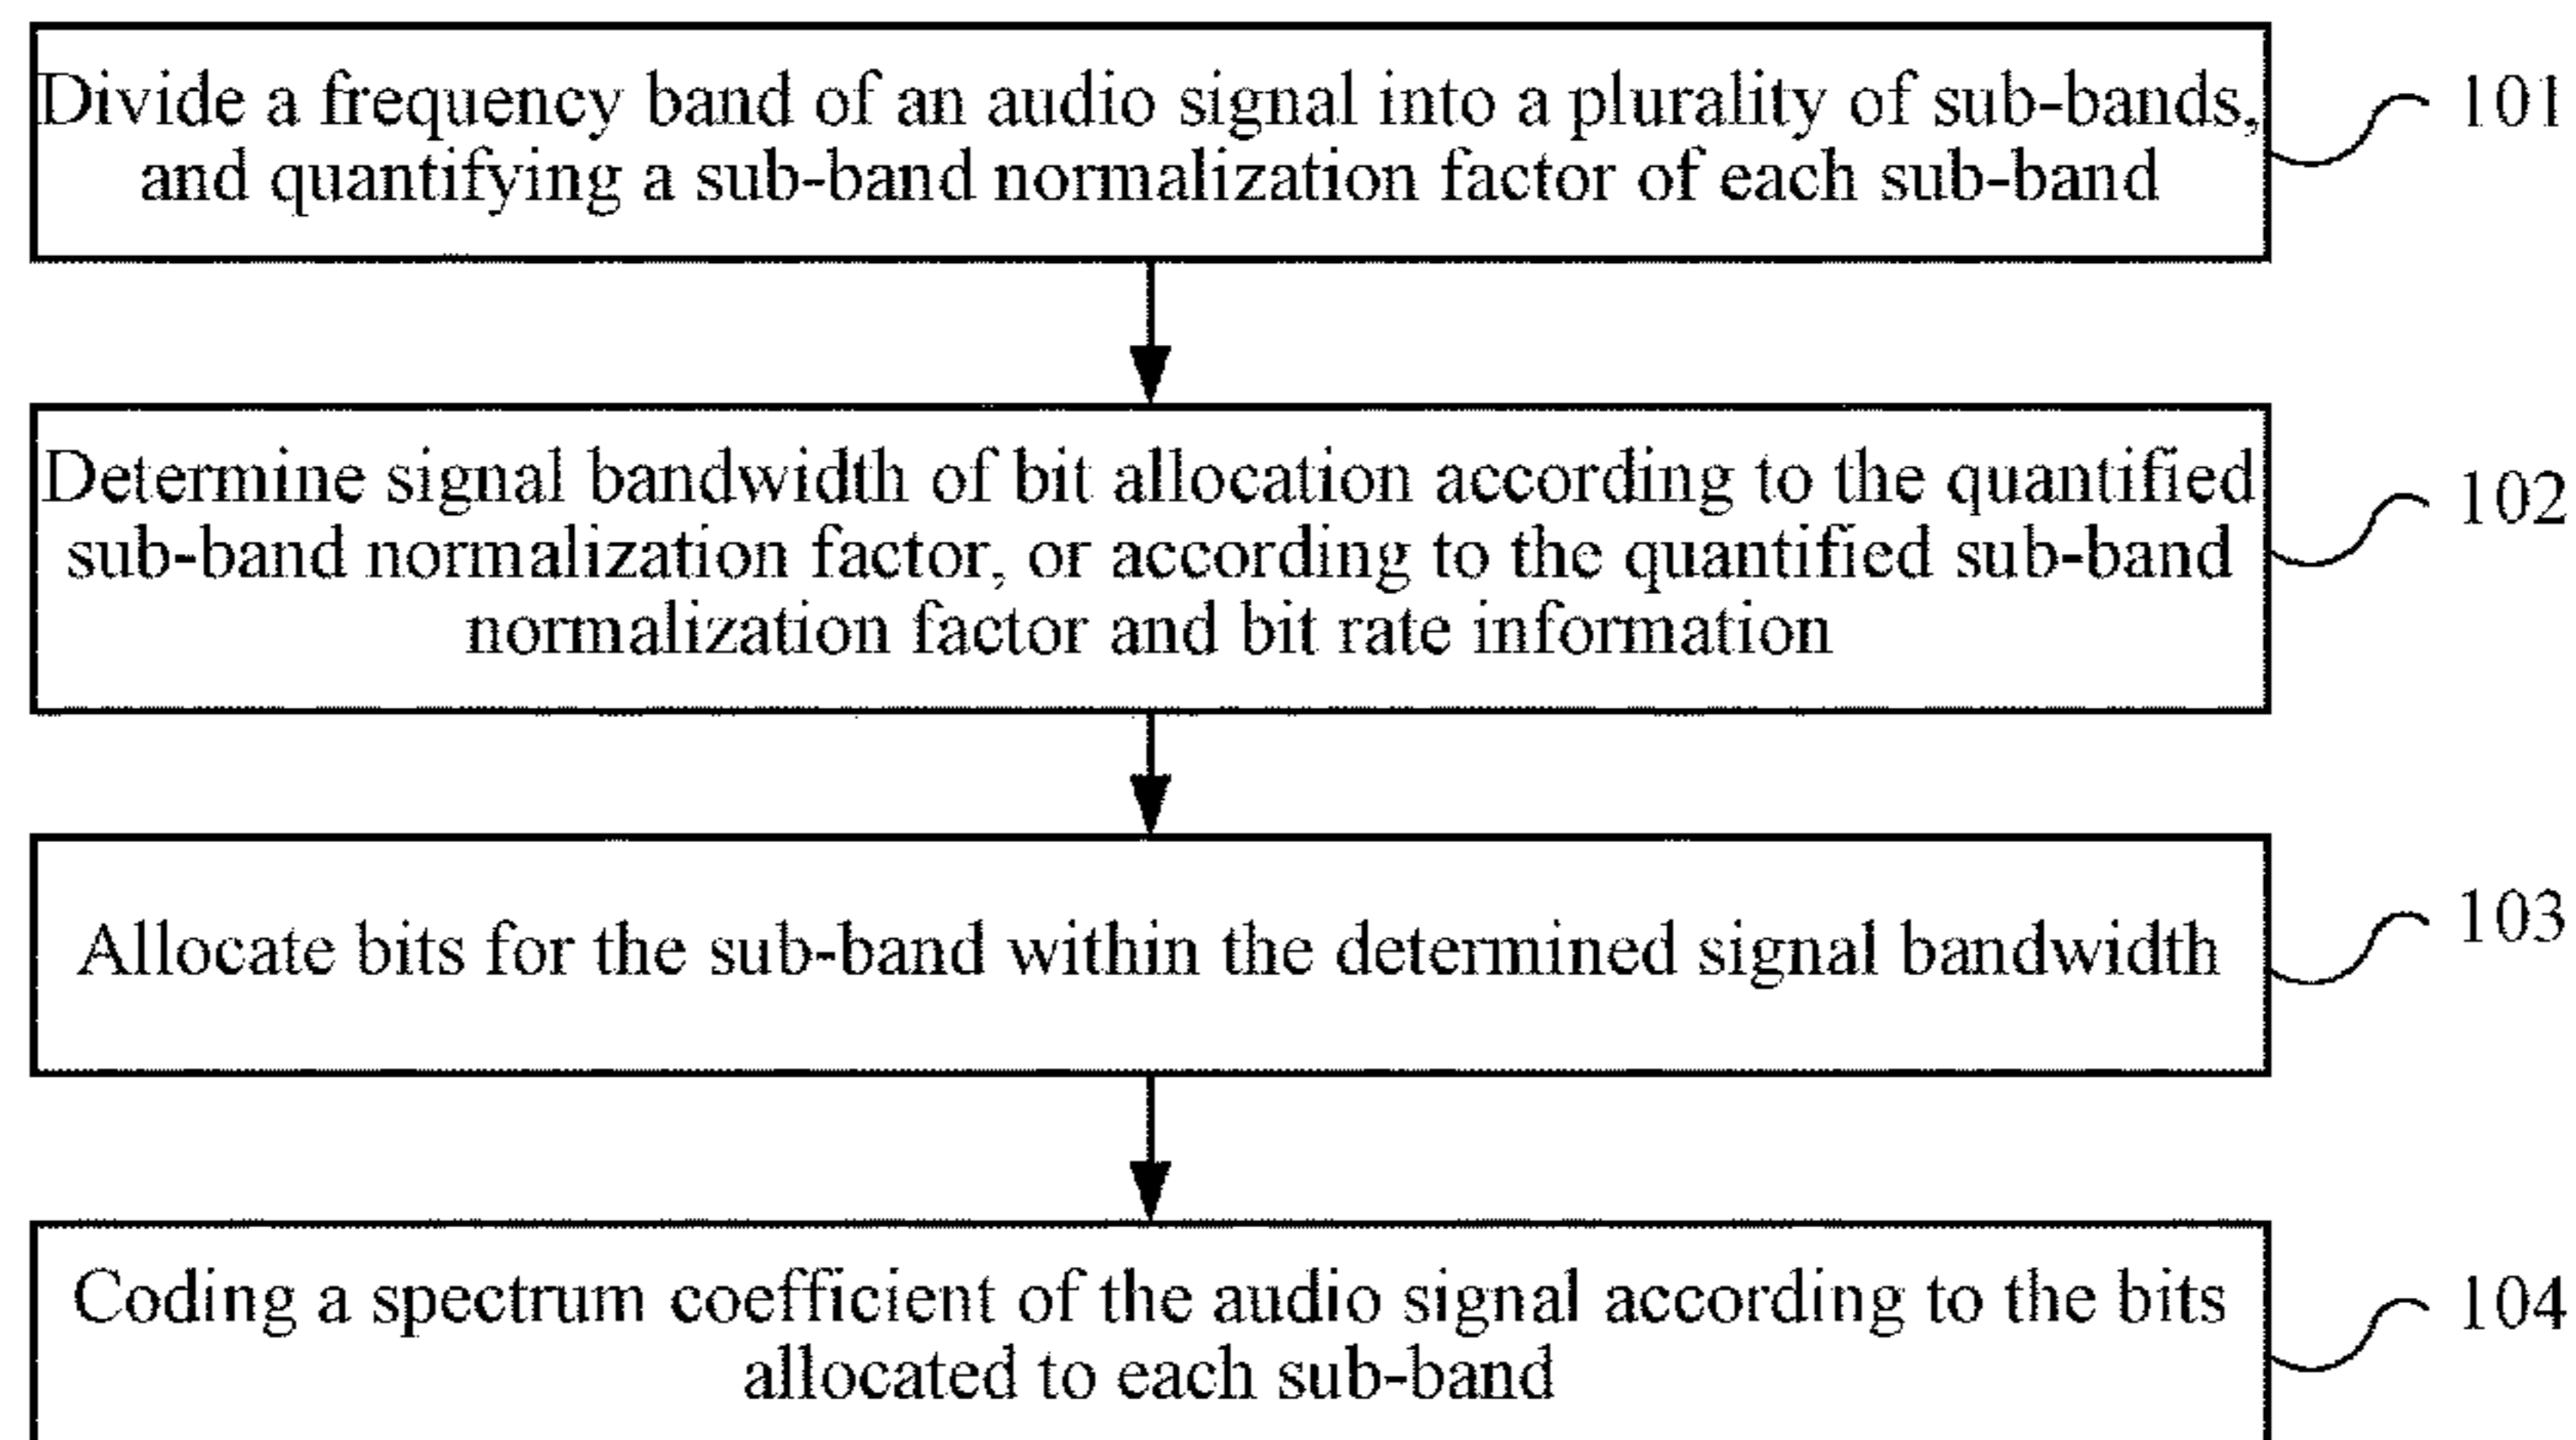 Divide a frequency band of an audio signal into a plurality of sub-bands,
and quantifying a sub-band normalization factor of each sub-band
101
Determine signal bandwidth of bit allocation according to the quantified
sub-band normalization factor, or according to the quantified sub-band
normalization factor and bit rate information
102
Allocate bits for the sub-band within the determined signal bandwidth
103
Coding a spectrum coefficient of the audio signal according to the bits
allocated to each sub-band
104